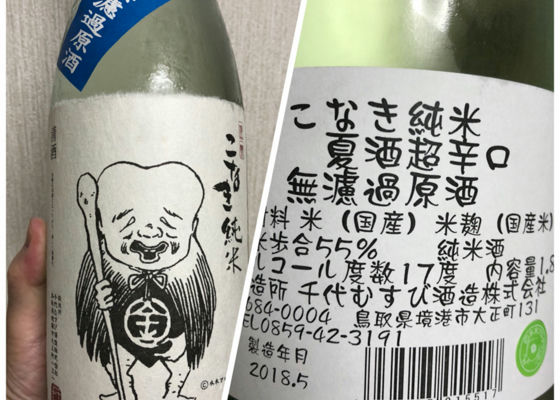 濾過原酒
清酒
こなき純米
金
こなき純米
夏酒超辛口
無濾過原酒
料 米 (国産) 米麹 (国産米)
歩合55% 純米酒
コール度数17度 内容量1.8
造所 千代むすび酒造株式会
684-0004 鳥取県境港市大正町131
EL0859-42-3191
製造年月
2018.5
015517